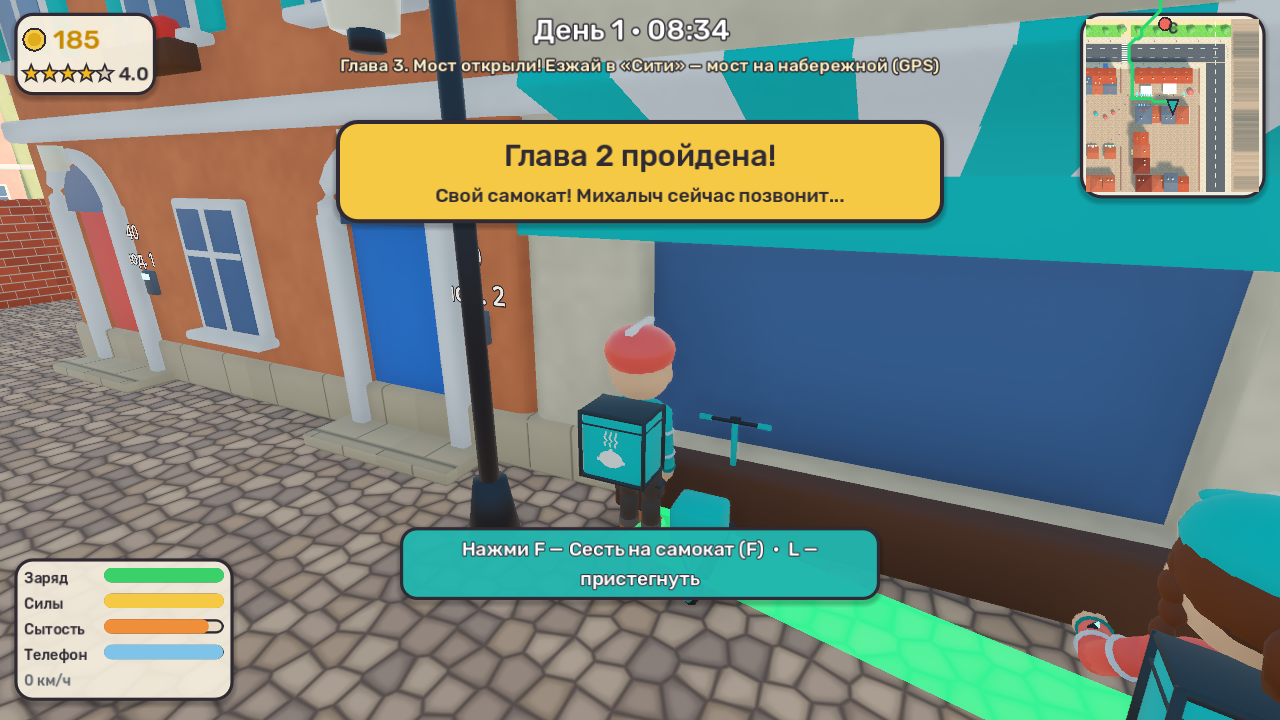 185
4.0
День 1 • 08:34
Глава 3. Мост открыли! Езжай в «Сити» — мост на набережной (GPS)
Глава 2 пройдена!
Свой самокат! Михалыч сейчас позвонит...
Нажми F — Сесть на самокат (F) • L —
пристегнуть
Заряд
Силы
Сытость
Телефон
0 км/ч